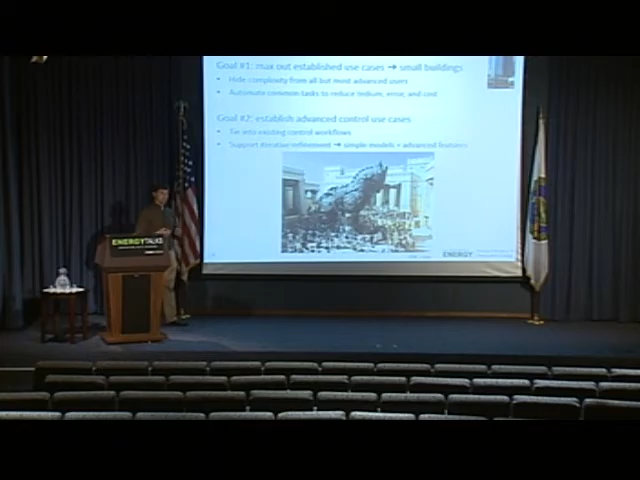 Goal #1: max out established use cases ➔ small buildings
• Hide complexity from all but most advanced users
• Automate common tasks to reduce tedium, error, and cost
Goal #2: establish advanced control use cases
• Tie into existing control workflows
• Support iterative refinement ➔ simple models + advanced features
ENERGY
ENERGYTALKS